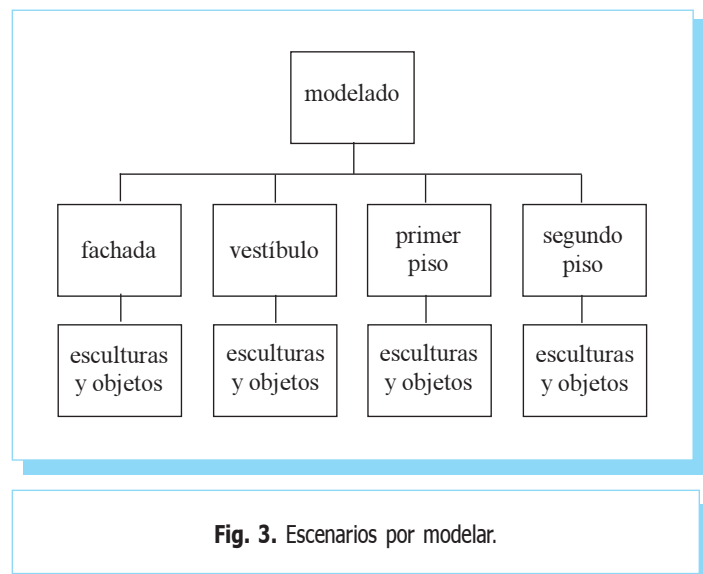 modelado
fachada
vestíbulo
primer
piso
segundo
piso
esculturas
y objetos
esculturas
y objetos
esculturas
y objetos
esculturas
y objetos
Fig. 3. Escenarios por modelar.